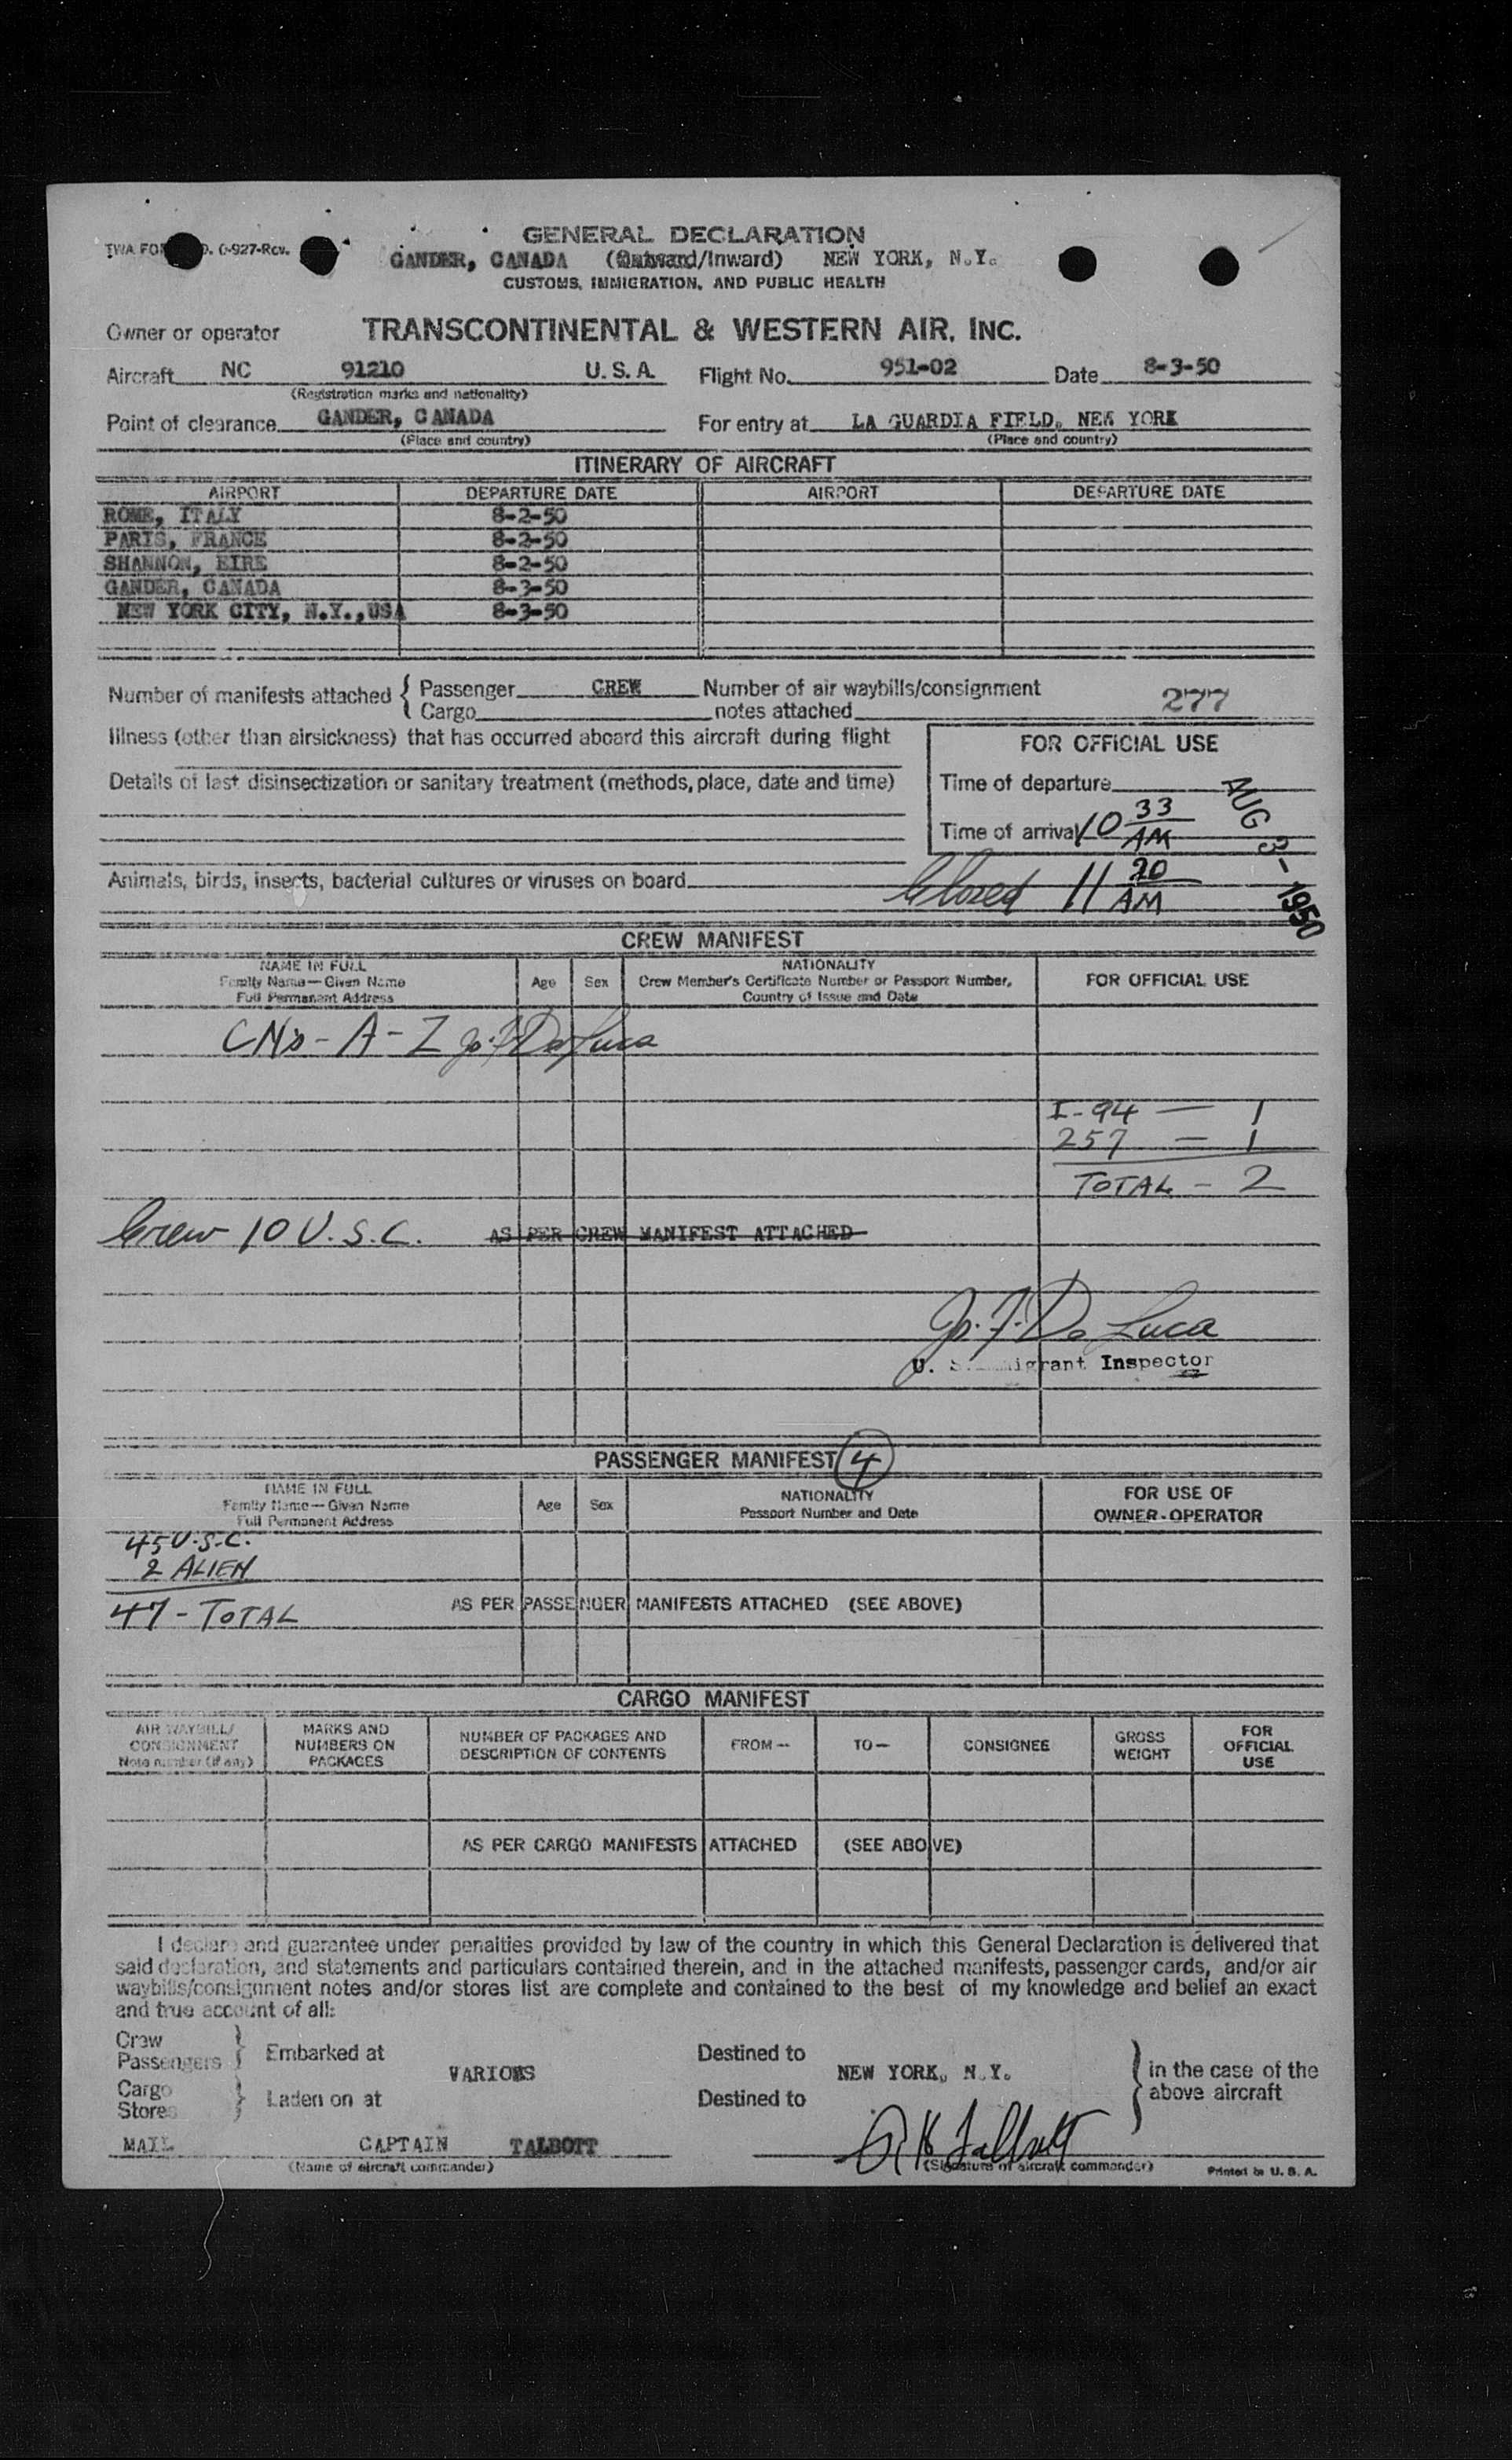 GENERAL DECLARATION
TWA FO . 0-927-Rev.
GANDER, CANADA (Outward/Inward) NEW YORK, N.Y.
CUSTOMS, IMMIGRATION, AND PUBLIC HEALTH
Owner or operator TRANSCONTINENTAL & WESTERN AIR, INC.
Aircraft NC 91210 U.S.A. Flight No. 951-02 Date 8-3-50
(Registration marks and nationality)
Point of clearance GANDER, CANADA For entry at LA GUARDIA FIELD, NEW YORK
(Place and country) (Place and country)
ITINERARY OF AIRCRAFT
AIRPORT DEPARTURE DATE AIRPORT DEPARTURE DATE
ROME, ITALY 8-2-50
PARIS, FRANCE 8-2-50
SHANNON, EIRE 8-2-50
GANDER, CANADA 8-3-50
NEW YORK CITY, N.Y.,USA 8-3-50
Number of manifests attached { Passenger CREW Number of air waybills/consignment 277
Cargo notes attached
Illness (other than airsickness) that has occurred aboard this aircraft during flight
FOR OFFICIAL USE
Details of last disinsectization or sanitary treatment (methods, place, date and time)
Time of departure
Time of arrival 10 33 AM
AUG 3-1950
Animals, birds, insects, bacterial cultures or viruses on board
Closed 11 20 AM
CREW MANIFEST
NAME IN FULL
Family Name—Given Name
Full Permanent Address
Age Sex
NATIONALITY
Crew Member's Certificate Number or Passport Number,
Country of Issue and Date
FOR OFFICIAL USE
CN's - A - Z Jo. F. De Luca
I-94 — 1
257 — 1
TOTAL - 2
Crew 10 U.S.C. AS PER CREW MANIFEST ATTACHED
Jo. F. De Luca
U. S. migrant Inspector
PASSENGER MANIFEST 4
NAME IN FULL
Family Name—Given Name
Full Permanent Address
Age Sex
NATIONALITY
Passport Number and Date
FOR USE OF
OWNER-OPERATOR
45 U.S.C.
2 ALIEN
47 - TOTAL AS PER PASSENGER MANIFESTS ATTACHED (SEE ABOVE)
CARGO MANIFEST
AIR WAYBILL/
CONSIGNMENT
Note number (if any)
MARKS AND
NUMBERS ON
PACKAGES
NUMBER OF PACKAGES AND
DESCRIPTION OF CONTENTS
FROM— TO— CONSIGNEE
GROSS
WEIGHT
FOR
OFFICIAL
USE
AS PER CARGO MANIFESTS ATTACHED (SEE ABOVE)
I declare and guarantee under penalties provided by law of the country in which this General Declaration is delivered that
said declaration, and statements and particulars contained therein, and in the attached manifests, passenger cards, and/or air
waybills/consignment notes and/or stores list are complete and contained to the best of my knowledge and belief an exact
and true account of all:
Crew
Passengers } Embarked at VARIOUS Destined to NEW YORK, N.Y. } in the case of the
above aircraft
Cargo
Stores } Laden on at Destined to
MAIL CAPTAIN TALBOTT
(Name of aircraft commander) (Signature of aircraft commander) Printed in U. S. A.